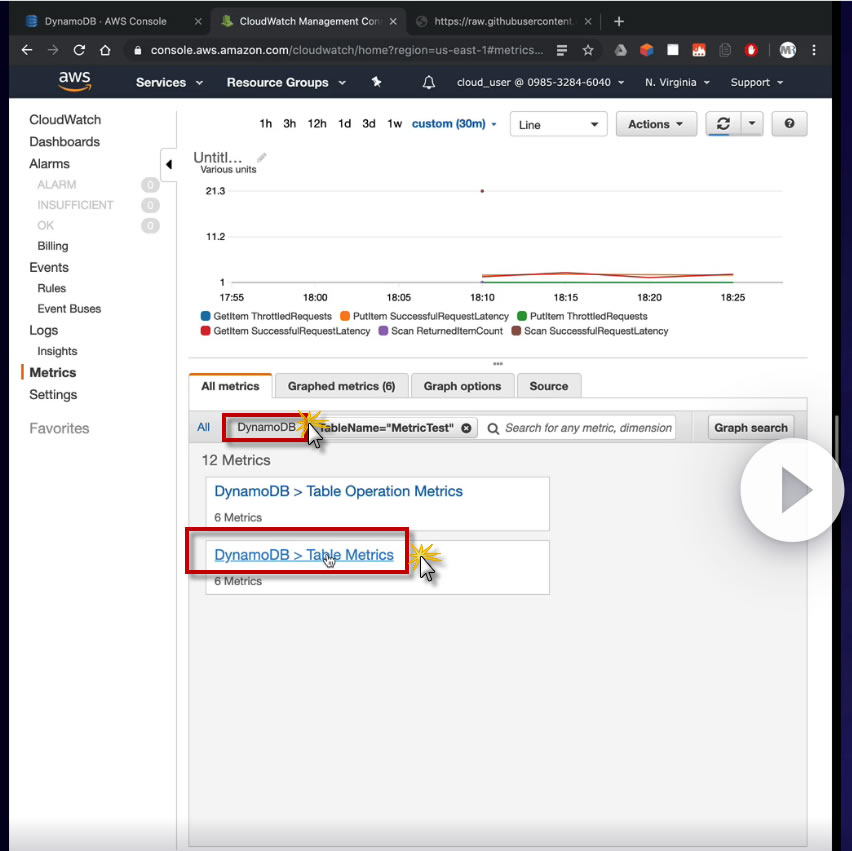 DynamoDB - AWS Console
CloudWatch Management Con
https://raw.githubusercontent.
console.aws.amazon.com/cloudwatch/home?region=us-east-1#metrics...
aws
Services
Resource Groups
cloud_user @ 0985-3284-6040
N. Virginia
Support
CloudWatch
Dashboards
Alarms
ALARM 0
INSUFFICIENT 0
OK 0
Billing
Events
Rules
Event Buses
Logs
Insights
Metrics
Settings
Favorites
1h 3h 12h 1d 3d 1w custom (30m)
Line
Actions
Untitl...
Various units
21.3
11.2
1
17:55 18:00 18:05 18:10 18:15 18:20 18:25
GetItem ThrottledRequests PutItem SuccessfulRequestLatency PutItem ThrottledRequests
GetItem SuccessfulRequestLatency Scan ReturnedItemCount Scan SuccessfulRequestLatency
All metrics Graphed metrics (6) Graph options Source
All DynamoDB TableName="MetricTest" Search for any metric, dimension Graph search
12 Metrics
DynamoDB > Table Operation Metrics
6 Metrics
DynamoDB > Table Metrics
6 Metrics